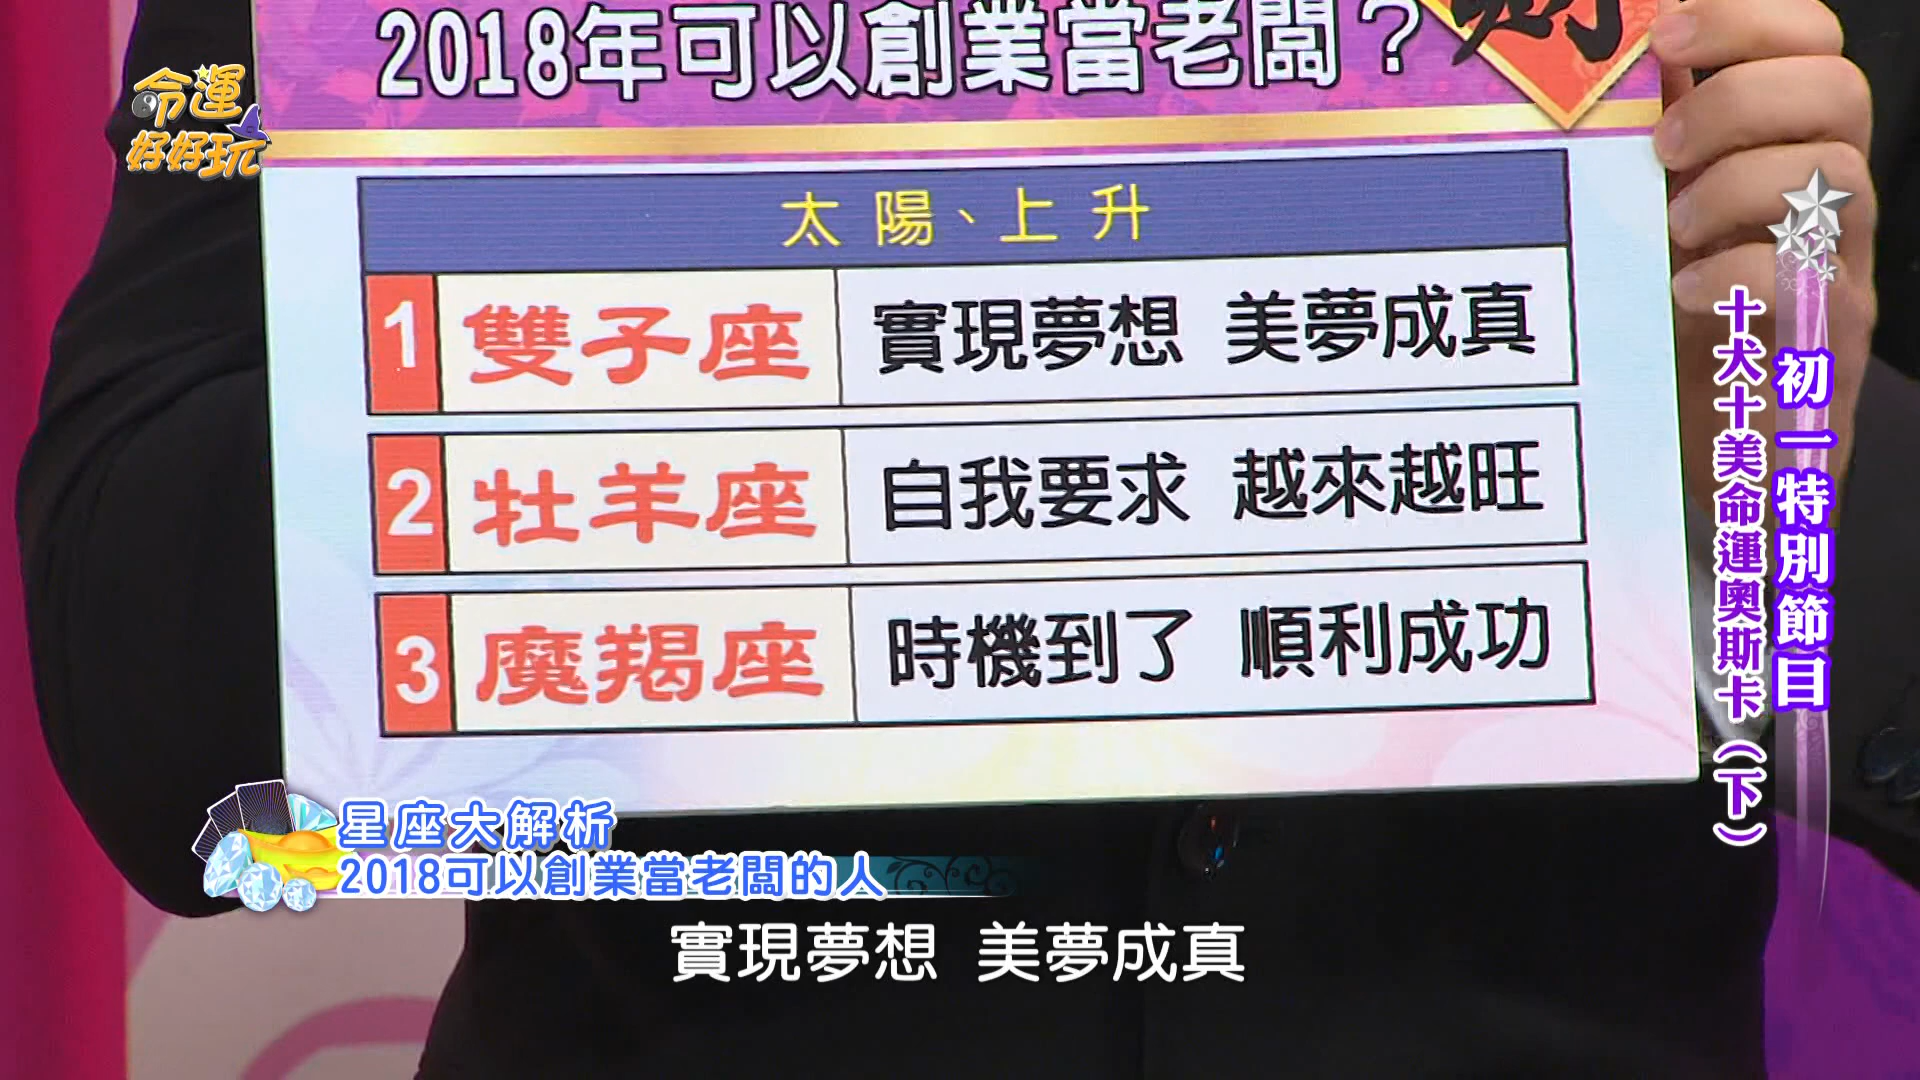 2018年可以創業當老闆？
財
命運
好好玩
太陽、上升
1 雙子座 實現夢想 美夢成真
2 牡羊座 自我要求 越來越旺
3 魔羯座 時機到了 順利成功
初一特別節目
十犬十美命運奧斯卡（下）
星座大解析
2018可以創業當老闆的人
實現夢想 美夢成真